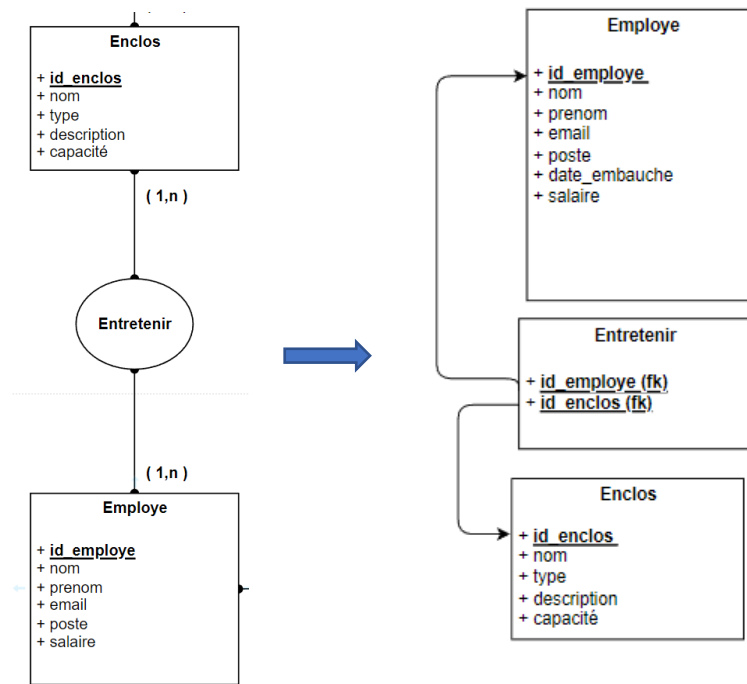 Enclos
+ id_enclos
+ nom
+ type
+ description
+ capacité
( 1,n )
Entretenir
( 1,n )
Employe
+ id_employe
+ nom
+ prenom
+ email
+ poste
+ salaire
Employe
+ id_employe
+ nom
+ prenom
+ email
+ poste
+ date_embauche
+ salaire
Entretenir
+ id_employe (fk)
+ id_enclos (fk)
Enclos
+ id_enclos
+ nom
+ type
+ description
+ capacité